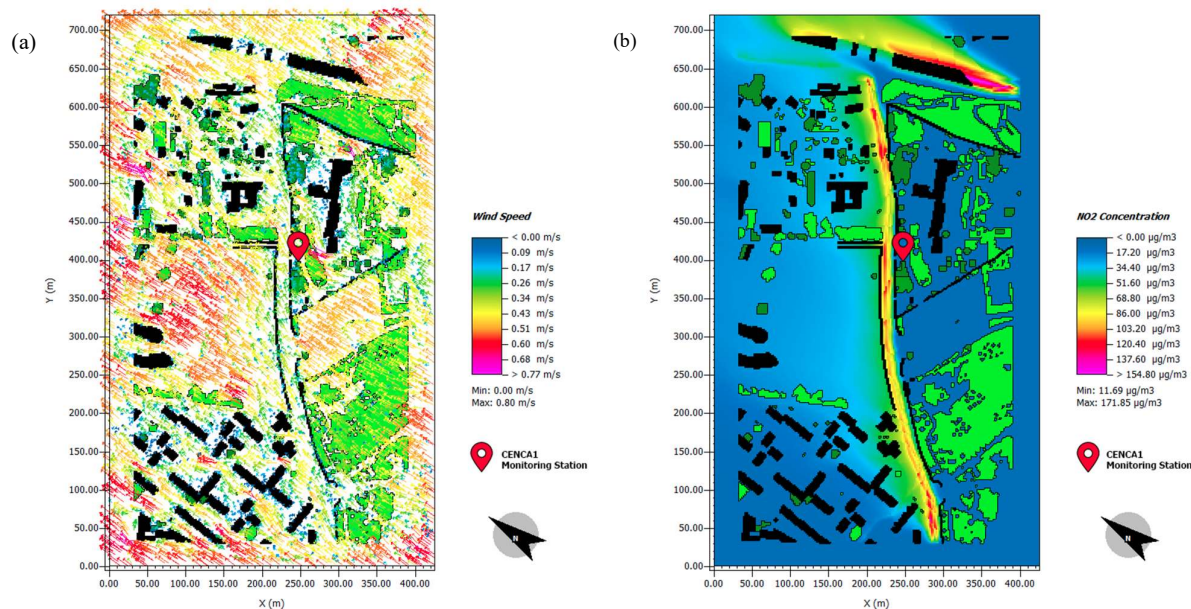 (a)
700.00
650.00
600.00
550.00
500.00
450.00
400.00
350.00
300.00
250.00
200.00
150.00
100.00
50.00
0.00
Y (m)
0.00 50.00 100.00 150.00 200.00 250.00 300.00 350.00 400.00
X (m)
Wind Speed
< 0.00 m/s
0.09 m/s
0.17 m/s
0.26 m/s
0.34 m/s
0.43 m/s
0.51 m/s
0.60 m/s
0.68 m/s
> 0.77 m/s
Min: 0.00 m/s
Max: 0.80 m/s
CENCA1
Monitoring Station
N
(b)
700.00
650.00
600.00
550.00
500.00
450.00
400.00
350.00
300.00
250.00
200.00
150.00
100.00
50.00
0.00
Y (m)
0.00 50.00 100.00 150.00 200.00 250.00 300.00 350.00 400.00
X (m)
NO2 Concentration
< 0.00 µg/m3
17.20 µg/m3
34.40 µg/m3
51.60 µg/m3
68.80 µg/m3
86.00 µg/m3
103.20 µg/m3
120.40 µg/m3
137.60 µg/m3
> 154.80 µg/m3
Min: 11.69 µg/m3
Max: 171.85 µg/m3
CENCA1
Monitoring Station
N